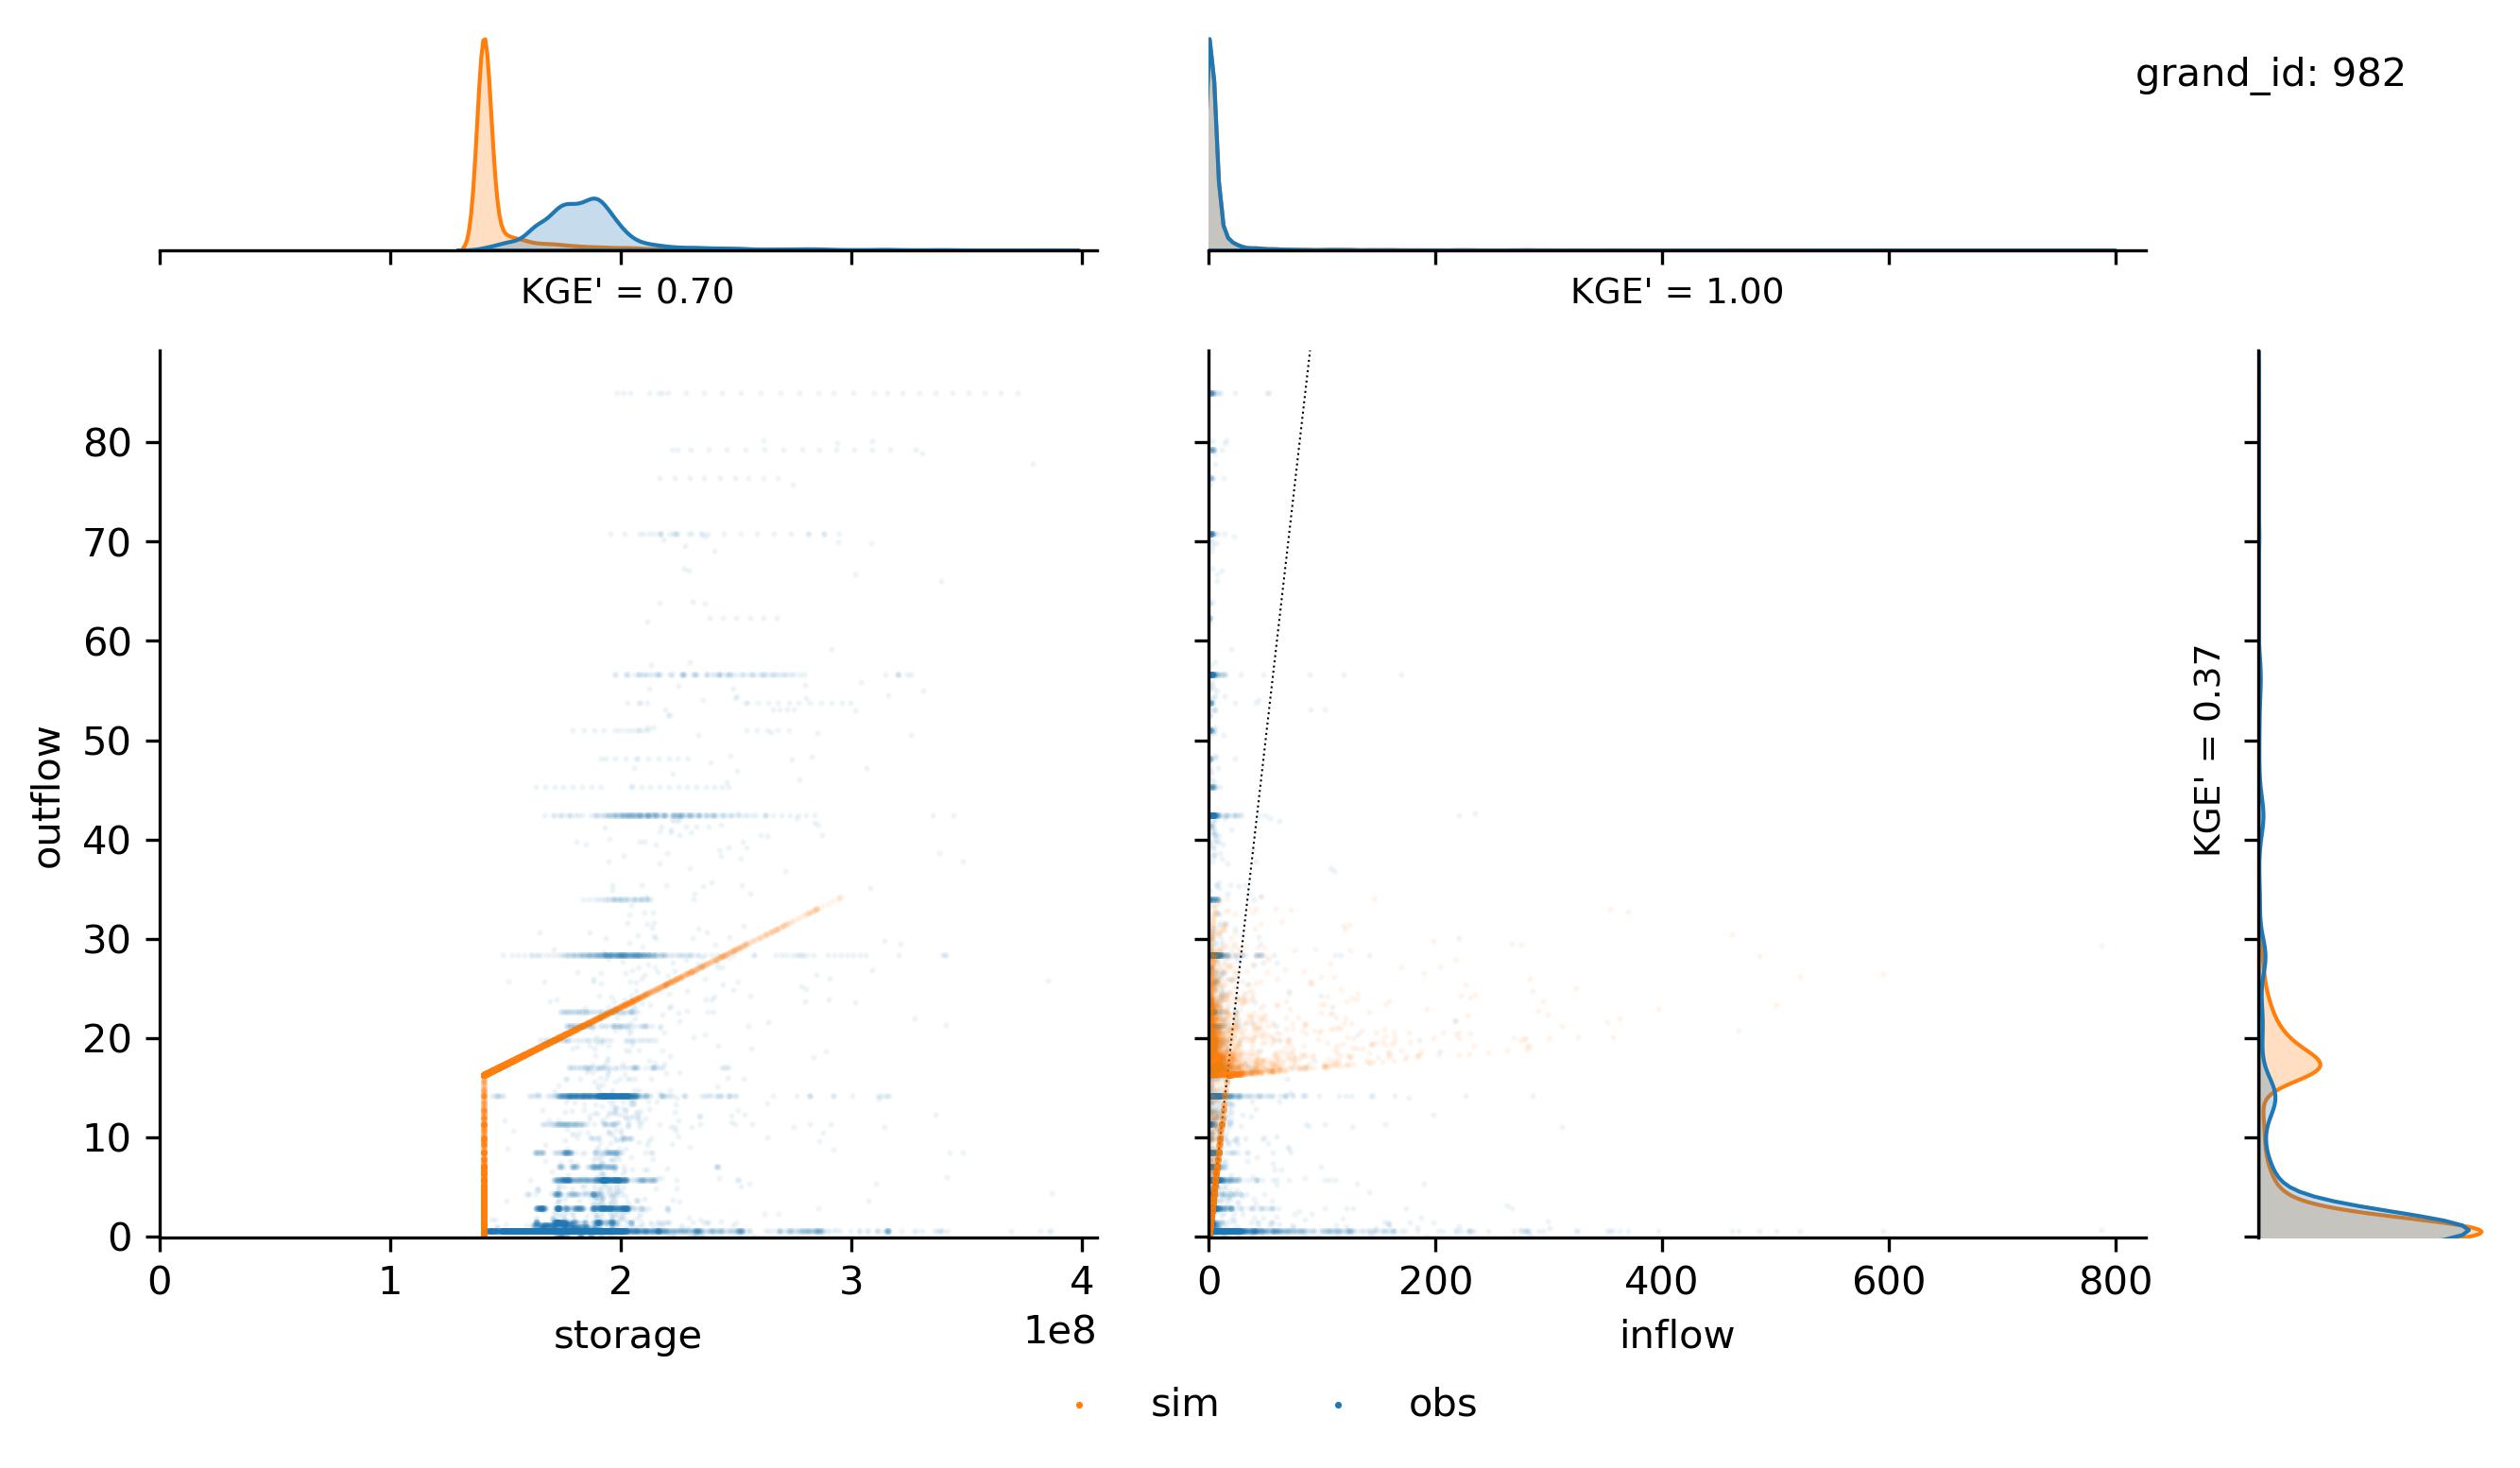 grand_id: 982
KGE' = 0.70
KGE' = 1.00
outflow
80
70
60
50
40
30
20
10
0
KGE' = 0.37
0 1 2 3 4
1e8
storage
0 200 400 600 800
inflow
sim obs